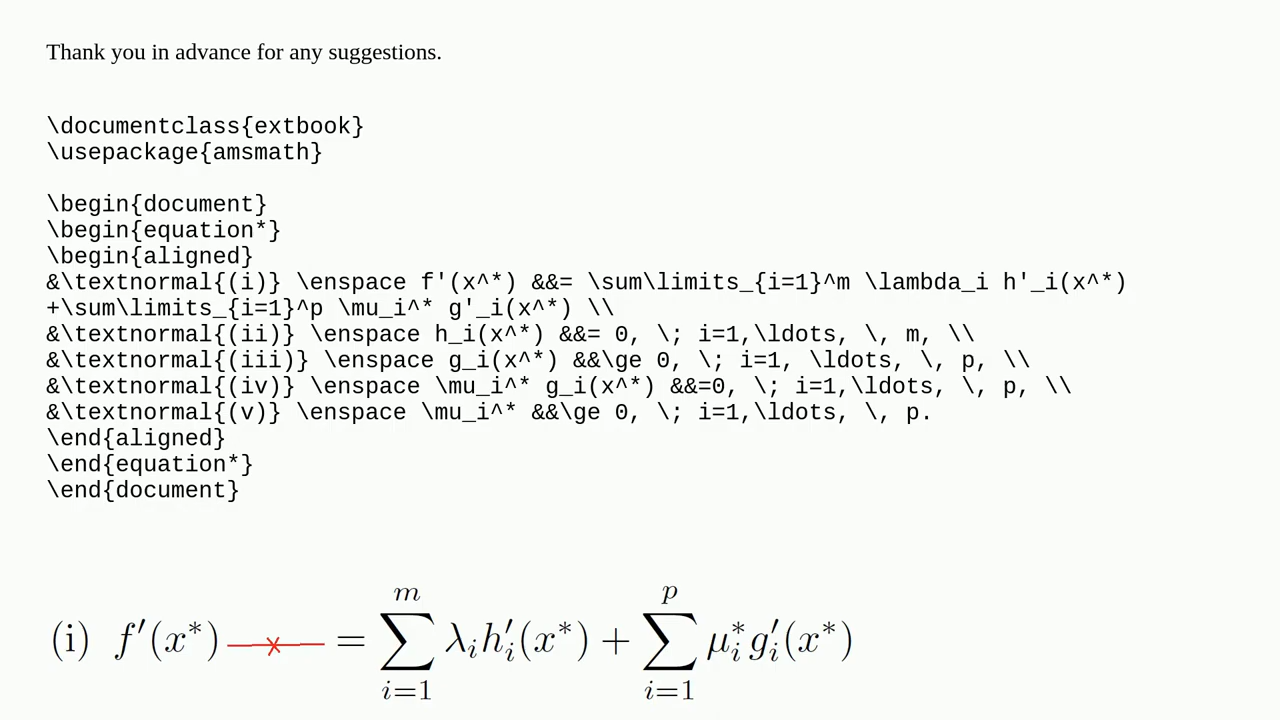 Thank you in advance for any suggestions.
\documentclass{extbook}
\usepackage{amsmath}
\begin{document}
\begin{equation*}
\begin{aligned}
&\textnormal{(i)} \enspace f'(x^*) &&= \sum\limits_{i=1}^m \lambda_i h'_i(x^*)
+\sum\limits_{i=1}^p \mu_i^* g'_i(x^*) \\
&\textnormal{(ii)} \enspace h_i(x^*) &&= 0, \; i=1,\ldots, \, m, \\
&\textnormal{(iii)} \enspace g_i(x^*) &&\ge 0, \; i=1, \ldots, \, p, \\
&\textnormal{(iv)} \enspace \mu_i^* g_i(x^*) &&=0, \; i=1,\ldots, \, p, \\
&\textnormal{(v)} \enspace \mu_i^* &&\ge 0, \; i=1,\ldots, \, p.
\end{aligned}
\end{equation*}
\end{document}
(i) f′(x*) = ∑_{i=1}^{m} λ_i h′_i(x*) + ∑_{i=1}^{p} μ_i^* g′_i(x*)